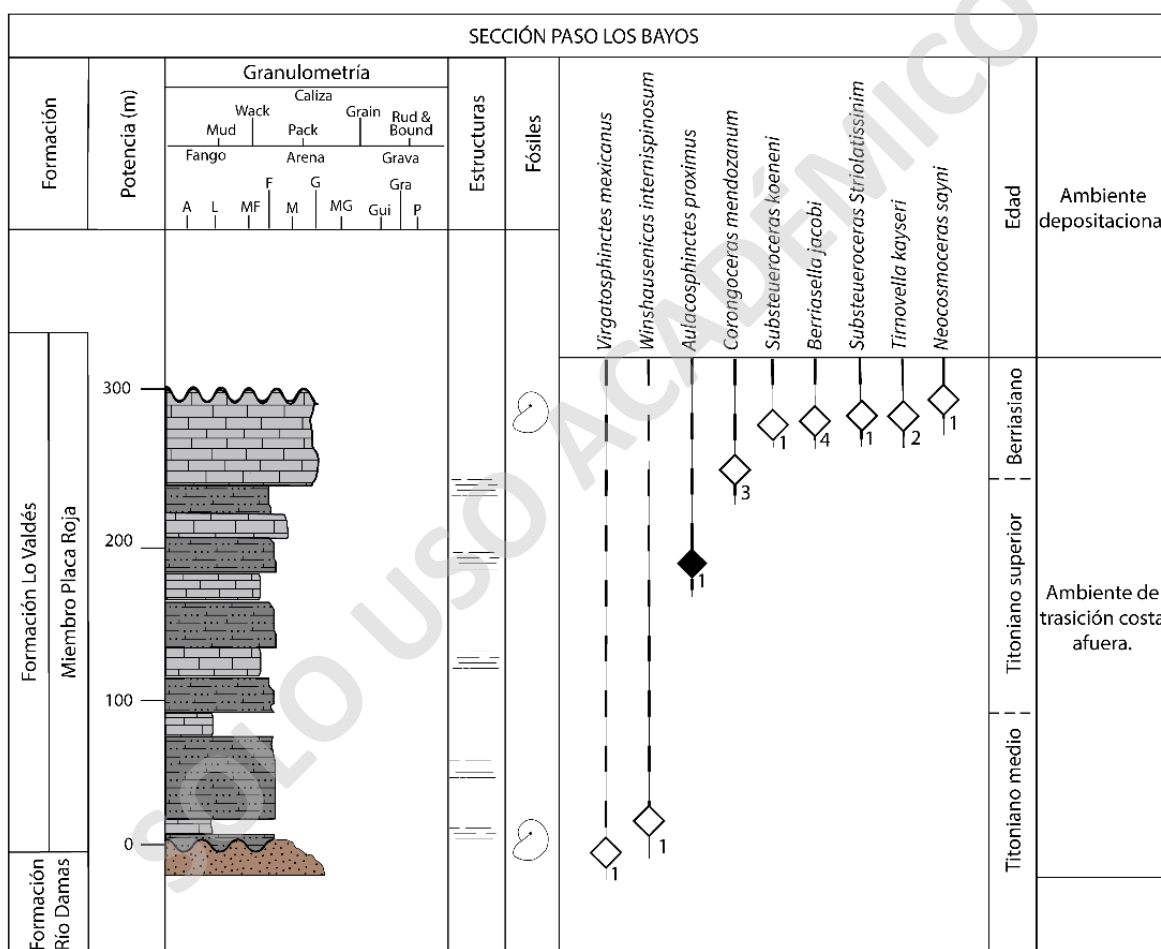 SECCIÓN PASO LOS BAYOS
Formación
Potencia (m)
Granulometría
Caliza
Wack
Grain
Mud
Pack
Rud &
Bound
Fango
Arena
Grava
F
G
Gra
A
L
MF
M
MG
Gui
P
Estructuras
Fósiles
Virgatosphinctes mexicanus
Winshausenicas internispinosum
Aulacosphinctes proximus
Corongoceras mendozanum
Substeueroceras koeneni
Berriasella jacobi
Substeueroceras Striolatissinim
Tirnovella kayseri
Neocosmoceras sayni
Edad
Ambiente
depositaciona
Formación Lo Valdés
Miembro Placa Roja
Formación
Río Damas
300
200
100
0
1
1
1
3
1
4
1
2
1
Berriasiano
Titoniano superior
Titoniano medio
Ambiente de
trasición costa
afuera.
SOLO USO ACADÉMICO